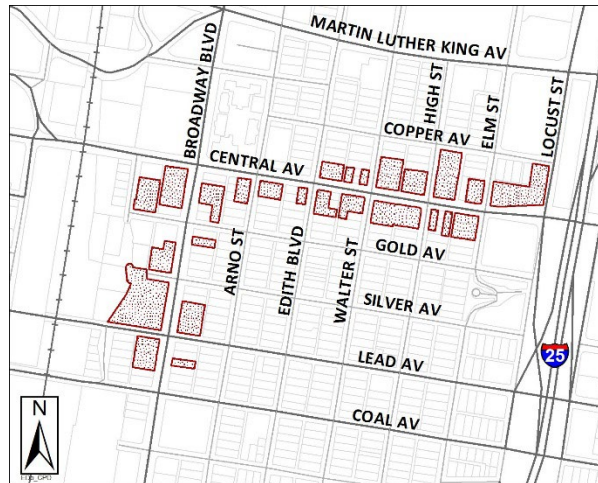 MARTIN LUTHER KING AV
BROADWAY BLVD
HIGH ST
ELM ST
LOCUST ST
COPPER AV
CENTRAL AV
ARNO ST
EDITH BLVD
WALTER ST
GOLD AV
SILVER AV
LEAD AV
25
COAL AV
N